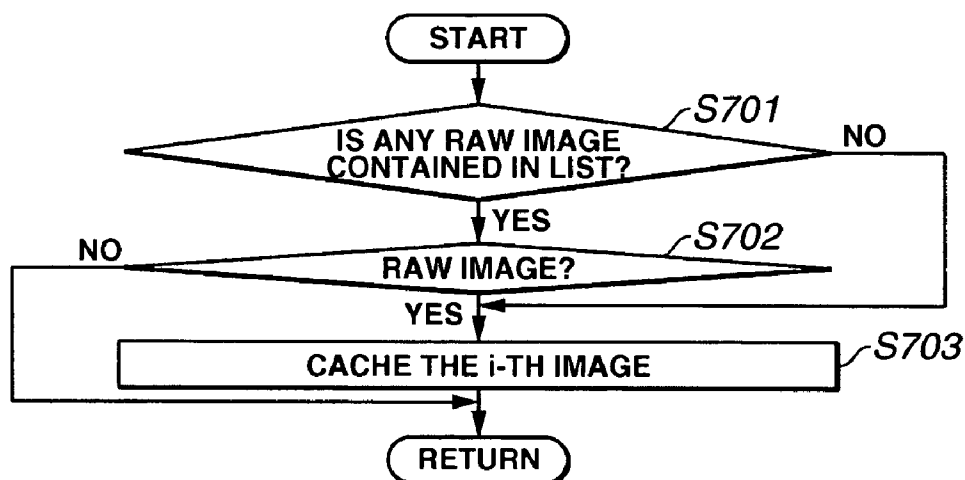 START
S701
IS ANY RAW IMAGE
CONTAINED IN LIST?
NO
YES
S702
NO
RAW IMAGE?
YES
S703
CACHE THE i-TH IMAGE
RETURN